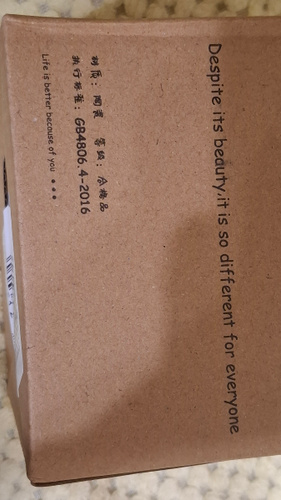 Despite its beauty,it is so different for everyone
材质：陶瓷 等级：合格品
执行标准：GB4806.4-2016
Life is better because of you •••